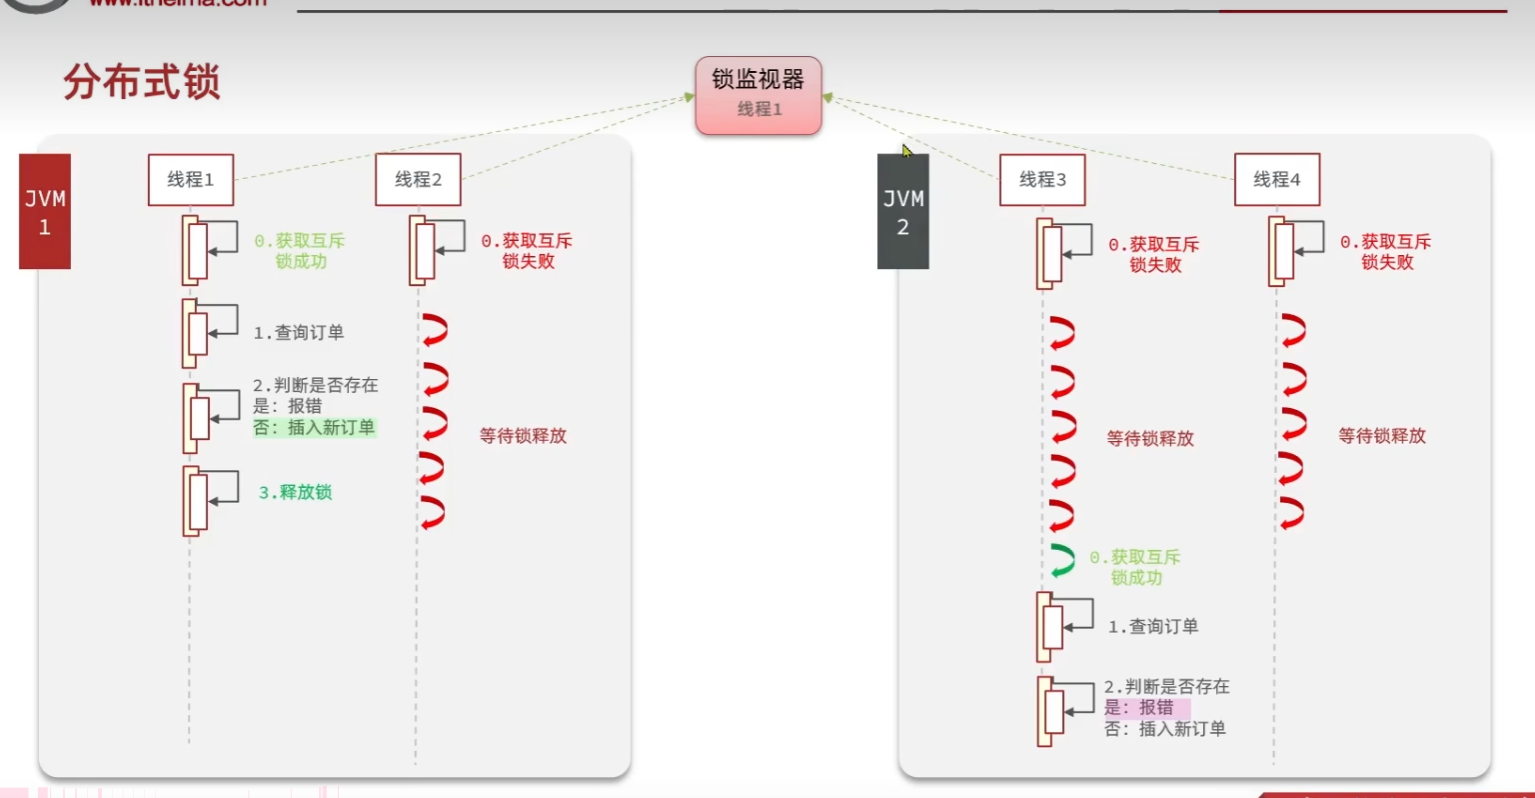 www.itheima.com
分布式锁
锁监视器
线程1
JVM
1
线程1
线程2
0.获取互斥
锁成功
0.获取互斥
锁失败
1.查询订单
2.判断是否存在
是：报错
否：插入新订单
等待锁释放
3.释放锁
JVM
2
线程3
线程4
0.获取互斥
锁失败
0.获取互斥
锁失败
等待锁释放
等待锁释放
0.获取互斥
锁成功
1.查询订单
2.判断是否存在
是：报错
否：插入新订单